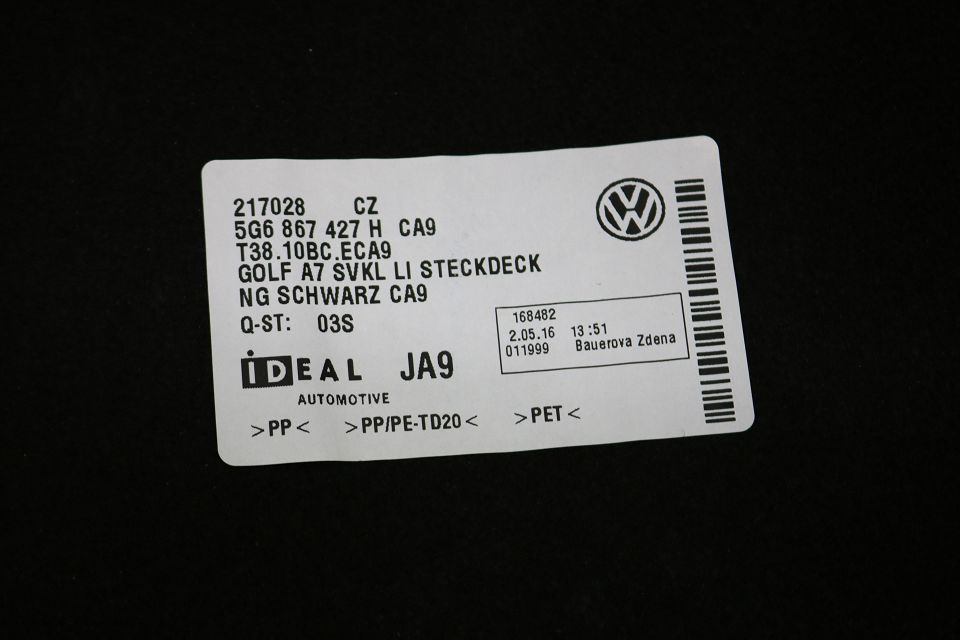 217028 CZ
5G6 867 427 H CA9
T38.10BC.ECA9
GOLF A7 SVKL LI STECKDECK
NG SCHWARZ CA9
Q-ST: 03S
168482
2.05.16 13:51
011999 Bauerova Zdena
iDEAL JA9
AUTOMOTIVE
>PP< >PP/PE-TD20< >PET<
VW